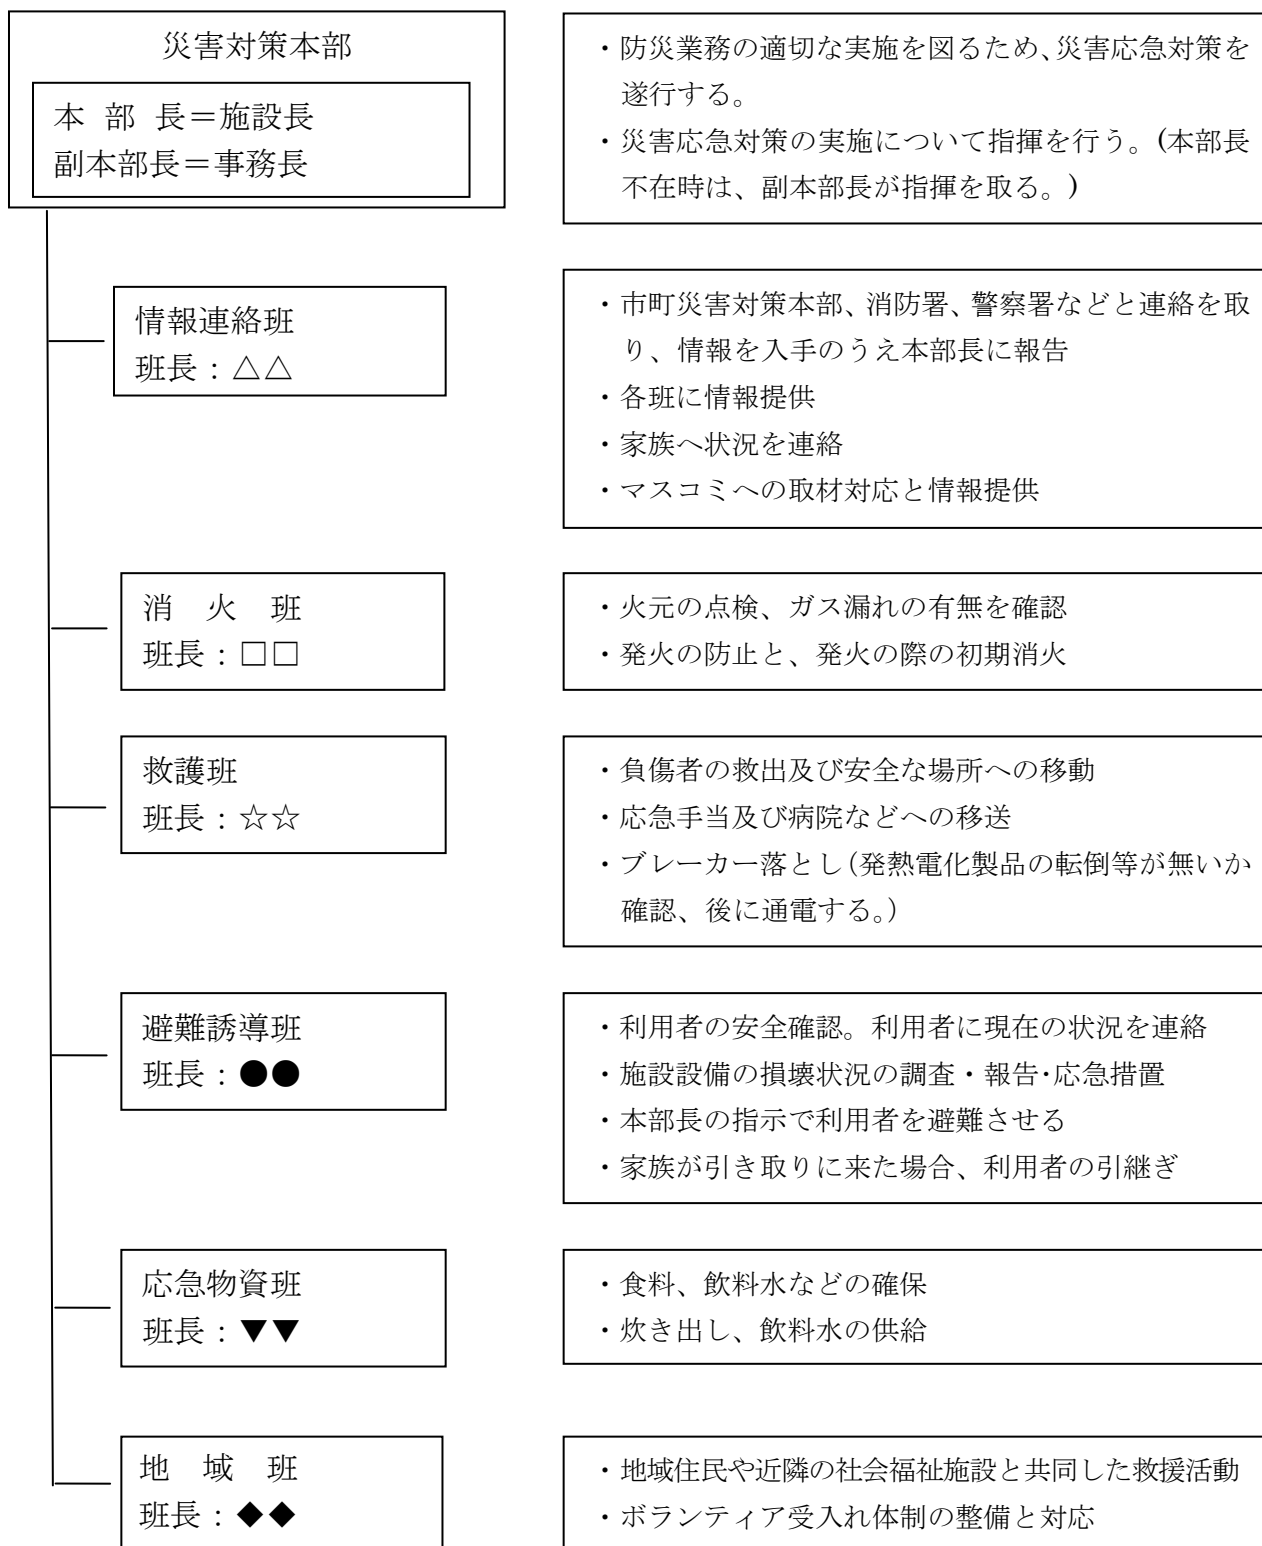 災害対策本部
本 部 長＝施設長
副本部長＝事務長
・防災業務の適切な実施を図るため、災害応急対策を
遂行する。
・災害応急対策の実施について指揮を行う。(本部長
不在時は、副本部長が指揮を取る。)
情報連絡班
班長：△△
・市町災害対策本部、消防署、警察署などと連絡を取
り、情報を入手のうえ本部長に報告
・各班に情報提供
・家族へ状況を連絡
・マスコミへの取材対応と情報提供
消 火 班
班長：□□
・火元の点検、ガス漏れの有無を確認
・発火の防止と、発火の際の初期消火
救護班
班長：☆☆
・負傷者の救出及び安全な場所への移動
・応急手当及び病院などへの移送
・ブレーカー落とし(発熱電化製品の転倒等が無いか
確認、後に通電する。)
避難誘導班
班長：●●
・利用者の安全確認。利用者に現在の状況を連絡
・施設設備の損壊状況の調査・報告・応急措置
・本部長の指示で利用者を避難させる
・家族が引き取りに来た場合、利用者の引継ぎ
応急物資班
班長：▼▼
・食料、飲料水などの確保
・炊き出し、飲料水の供給
地 域 班
班長：◆◆
・地域住民や近隣の社会福祉施設と共同した救援活動
・ボランティア受入れ体制の整備と対応